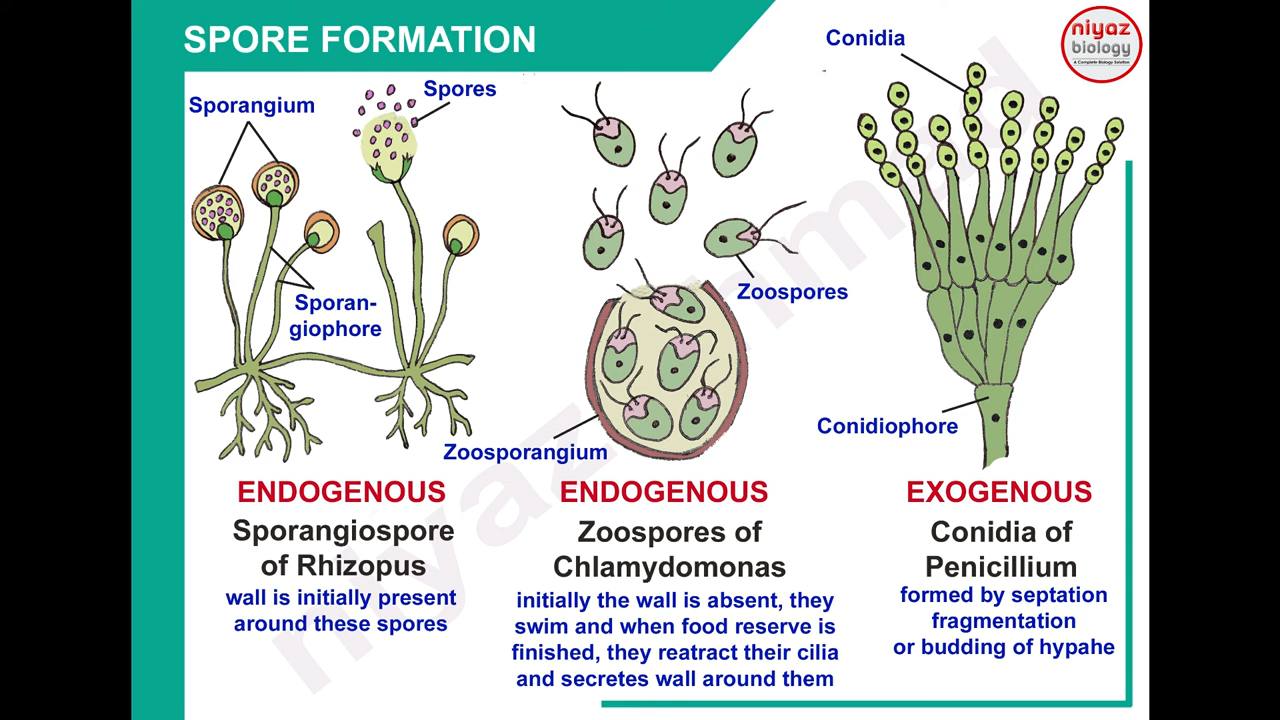 SPORE FORMATION
niyaz
biology
A Complete Biology Solution
Sporangium
Spores
Sporan-
giophore
Zoospores
Zoosporangium
Conidia
Conidiophore
ENDOGENOUS
Sporangiospore
of Rhizopus
wall is initially present
around these spores
ENDOGENOUS
Zoospores of
Chlamydomonas
initially the wall is absent, they
swim and when food reserve is
finished, they reatract their cilia
and secretes wall around them
EXOGENOUS
Conidia of
Penicillium
formed by septation
fragmentation
or budding of hypahe